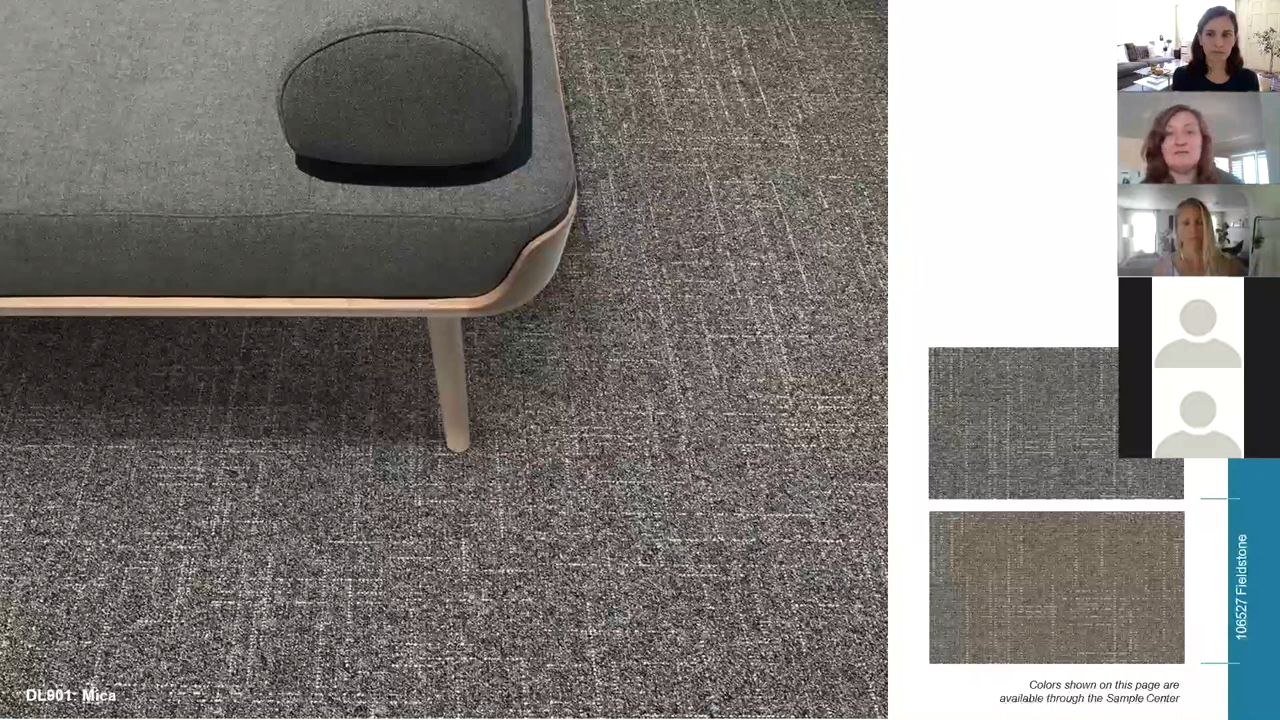 DL901: Mica
106527 Fieldstone
Colors shown on this page are
available through the Sample Center